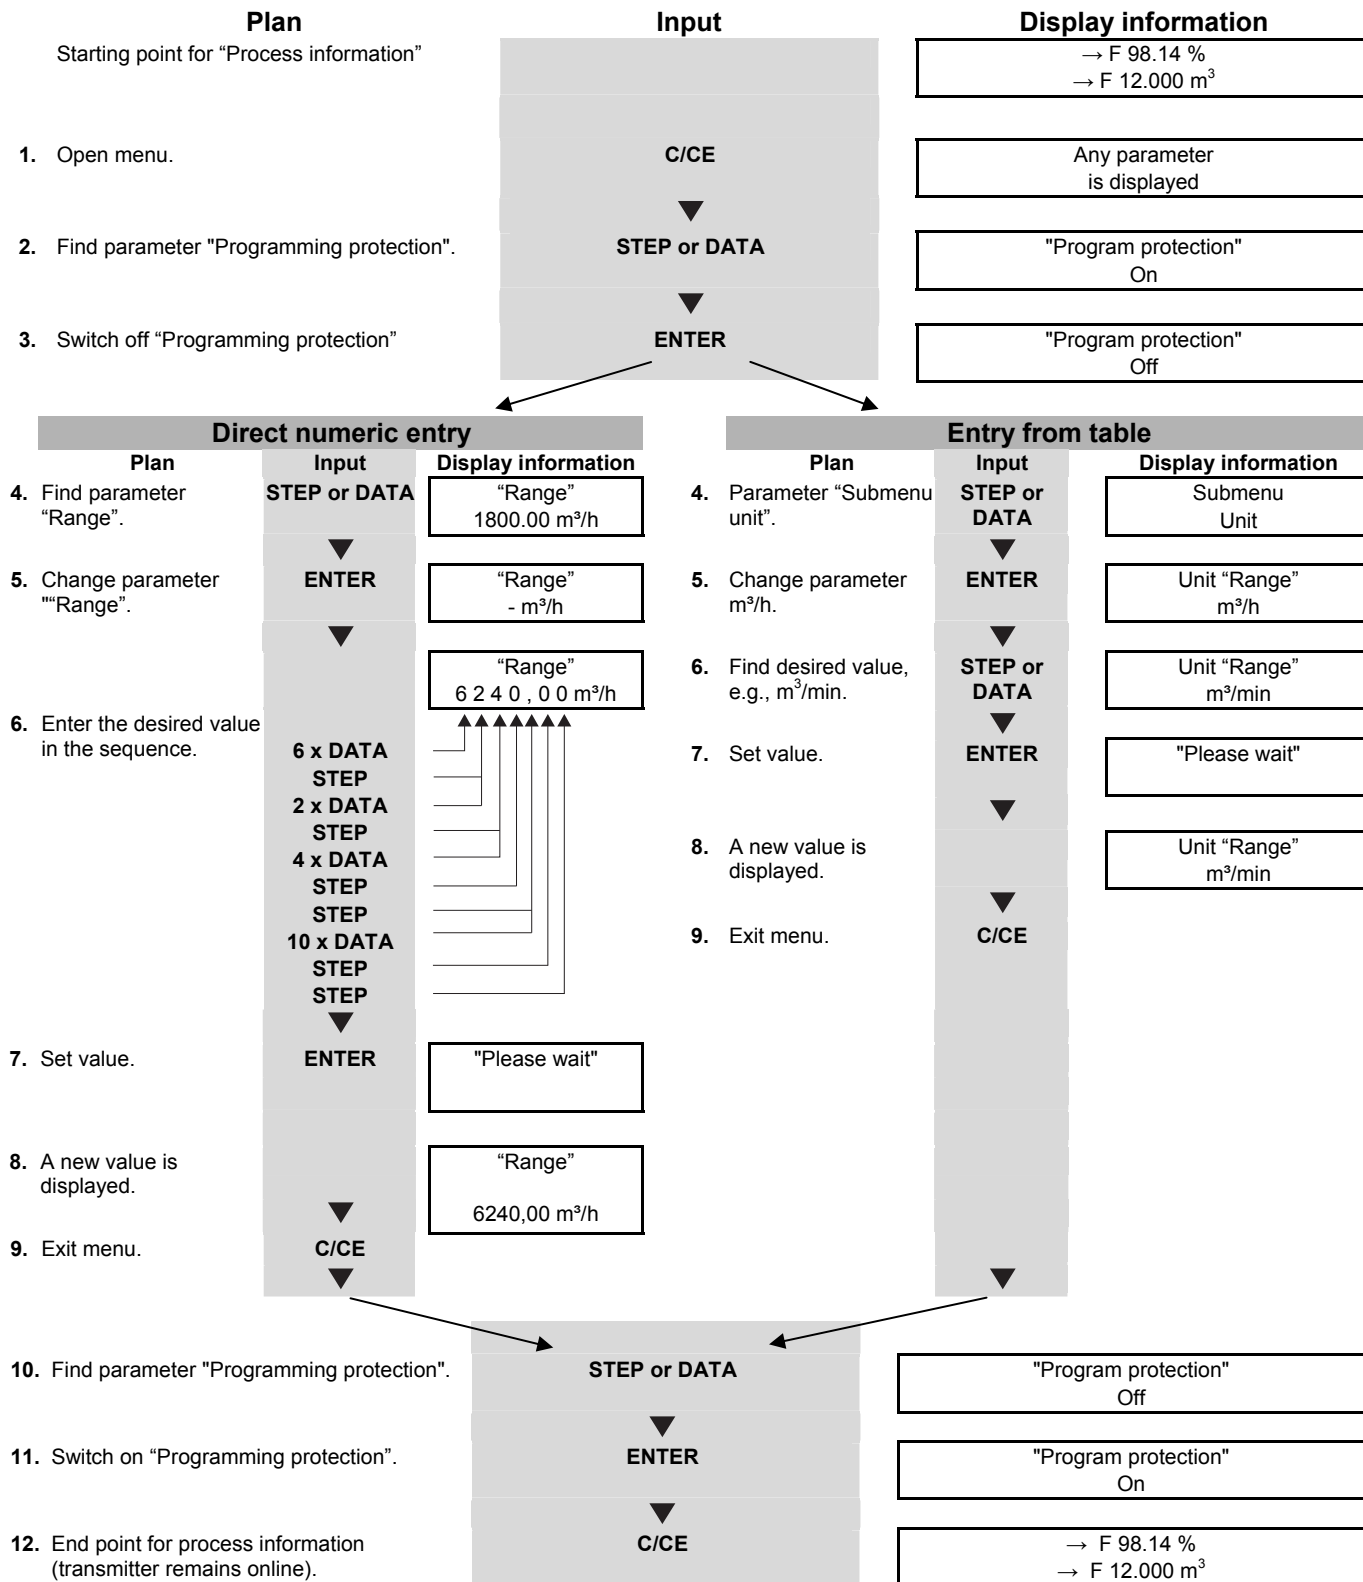 Plan Input Display information
Starting point for “Process information”
→ F 98.14 %
→ F 12.000 m³
1. Open menu.
C/CE
Any parameter
is displayed
2. Find parameter "Programming protection".
STEP or DATA
"Program protection"
On
3. Switch off “Programming protection”
ENTER
"Program protection"
Off
Direct numeric entry
Plan Input Display information
4. Find parameter
“Range”.
STEP or DATA
“Range”
1800.00 m³/h
5. Change parameter
"“Range”.
ENTER
“Range”
- m³/h
“Range”
6 2 4 0 , 0 0 m³/h
6. Enter the desired value
in the sequence.
6 x DATA
STEP
2 x DATA
STEP
4 x DATA
STEP
STEP
10 x DATA
STEP
STEP
7. Set value.
ENTER
"Please wait"
8. A new value is
displayed.
“Range”
6240,00 m³/h
9. Exit menu.
C/CE
Entry from table
Plan Input Display information
4. Parameter “Submenu
unit”.
STEP or
DATA
Submenu
Unit
5. Change parameter
m³/h.
ENTER
Unit “Range”
m³/h
6. Find desired value,
e.g., m³/min.
STEP or
DATA
Unit “Range”
m³/min
7. Set value.
ENTER
"Please wait"
8. A new value is
displayed.
Unit “Range”
m³/min
9. Exit menu.
C/CE
10. Find parameter "Programming protection".
STEP or DATA
"Program protection"
Off
11. Switch on “Programming protection”.
ENTER
"Program protection"
On
12. End point for process information
(transmitter remains online).
C/CE
→ F 98.14 %
→ F 12.000 m³